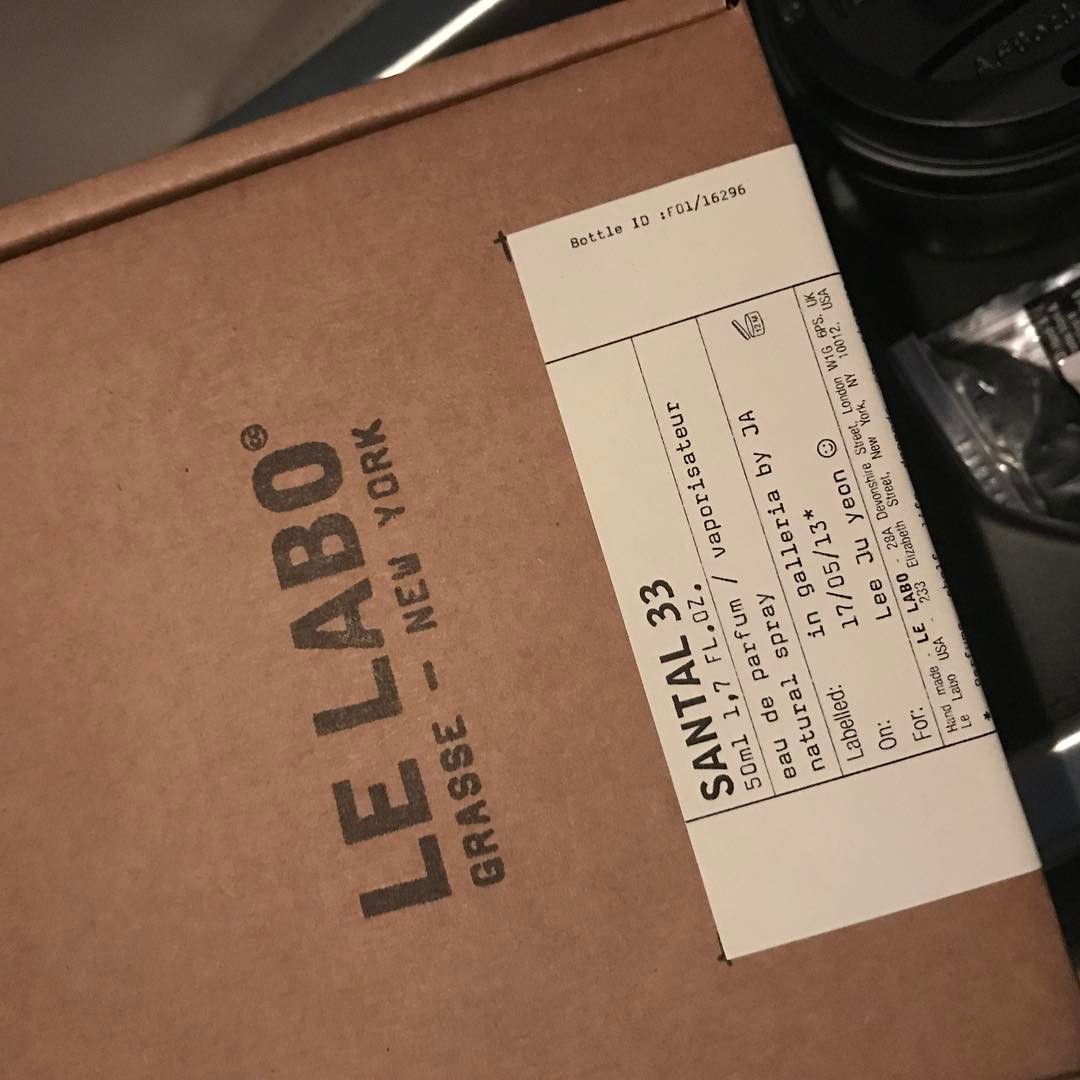 LE LABO®
GRASSE – NEW YORK
Bottle ID :F01/16296
SANTAL 33
50ml 1,7 FL.OZ.
eau de parfum / vaporisateur
natural spray
12 M
Labelled: in galleria by JA
On: 17/05/13*
For: Lee Ju yeon ☺
Hand made - LE LABO - 28A Devonshire Street, London W1G 6PS, UK
Le Labo USA - 233 Elizabeth Street, New York, NY 10012, USA